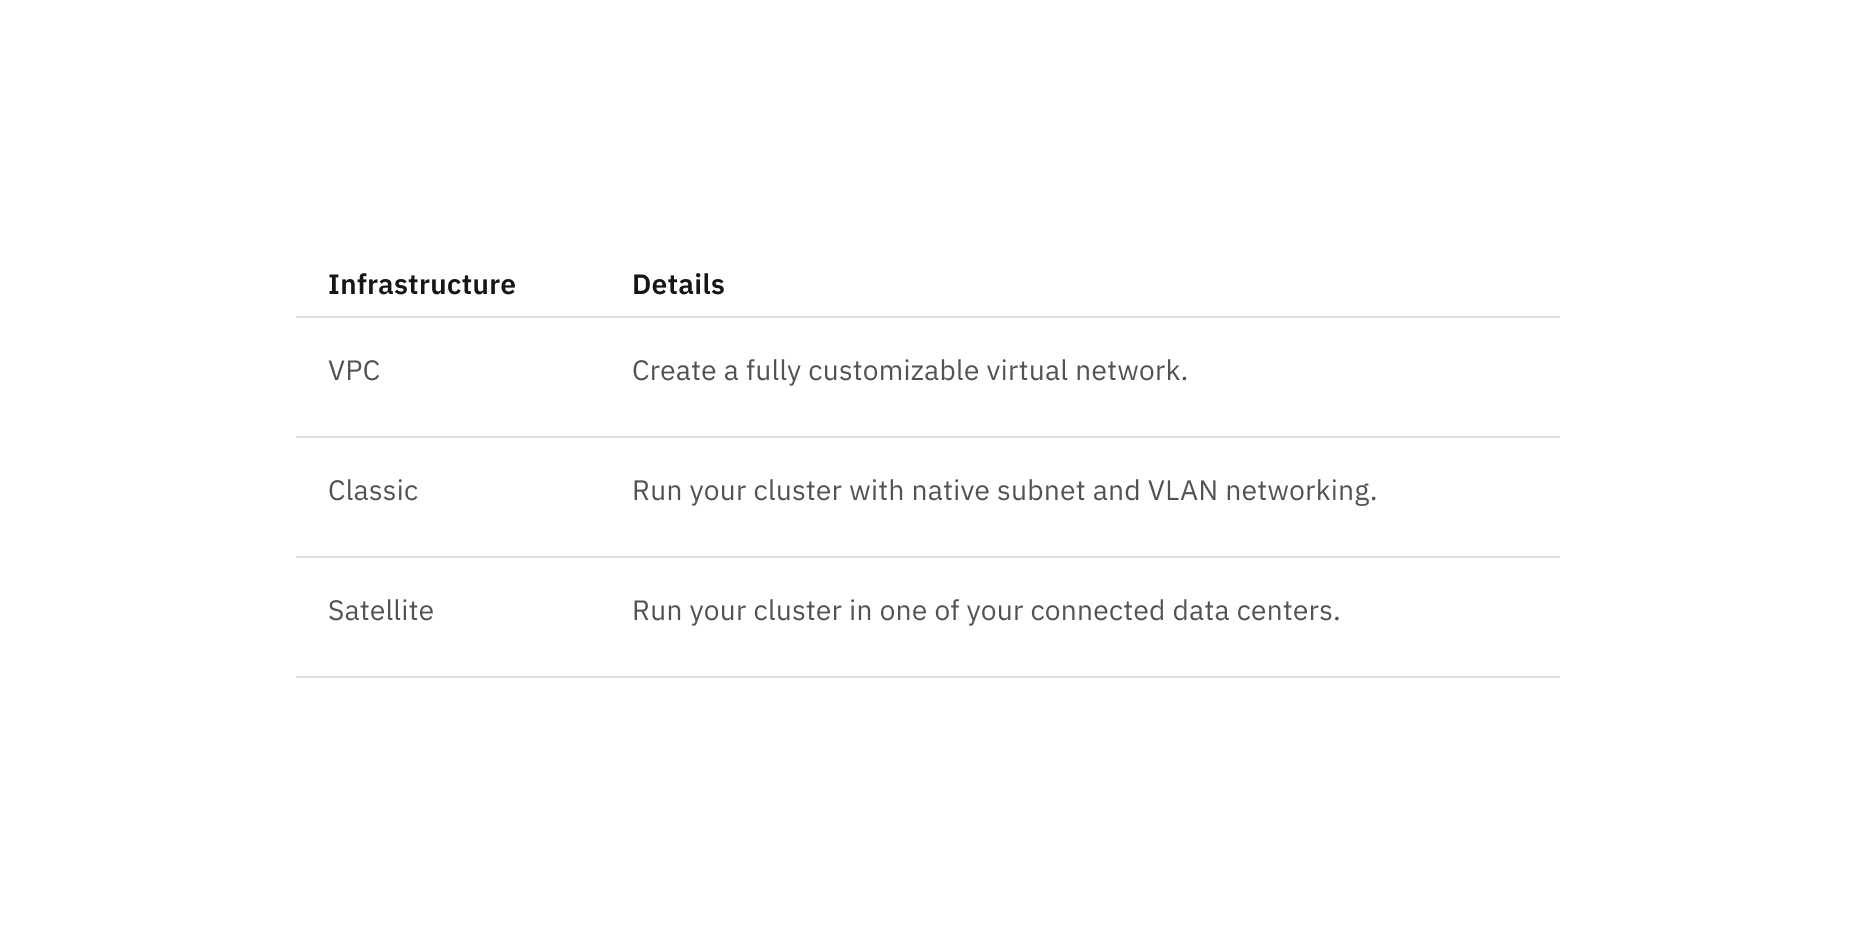 Infrastructure Details
VPC Create a fully customizable virtual network.
Classic Run your cluster with native subnet and VLAN networking.
Satellite Run your cluster in one of your connected data centers.